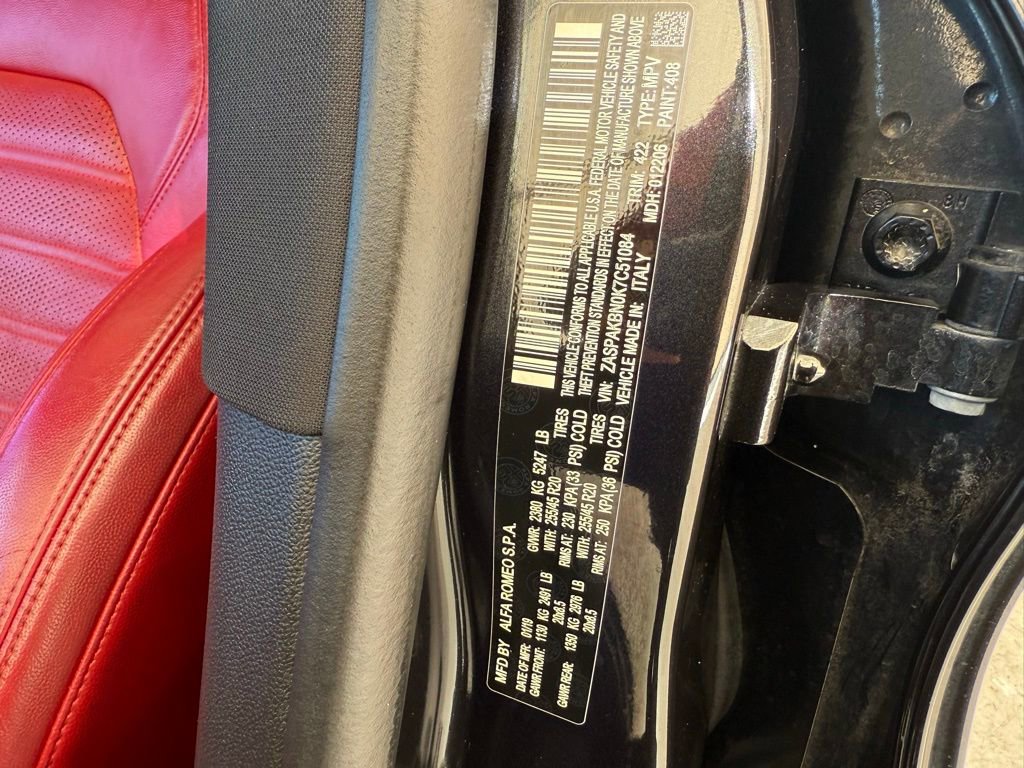 MFD BY ALFA ROMEO S.P.A.
DATE OF MFR: 01/19 GVWR: 2380 KG 5247 LB
GAWR FRONT: 1130 KG 2491 LB WITH: 255/45 R20 TIRES
20x8.5 RIMS AT: 230 KPA(33 PSI) COLD
GAWR REAR: 1350 KG 2976 LB WITH: 255/45 R20 TIRES
20x8.5 RIMS AT: 250 KPA(36 PSI) COLD
THIS VEHICLE CONFORMS TO ALL APPLICABLE U.S.A. FEDERAL MOTOR VEHICLE SAFETY AND
THEFT PREVENTION STANDARDS IN EFFECT ON THE DATE OF MANUFACTURE SHOWN ABOVE
VIN: ZASPAKBN0K7C51084 TRIM: 422 TYPE: MPV
VEHICLE MADE IN: ITALY MDH: 012206 PAINT: 408